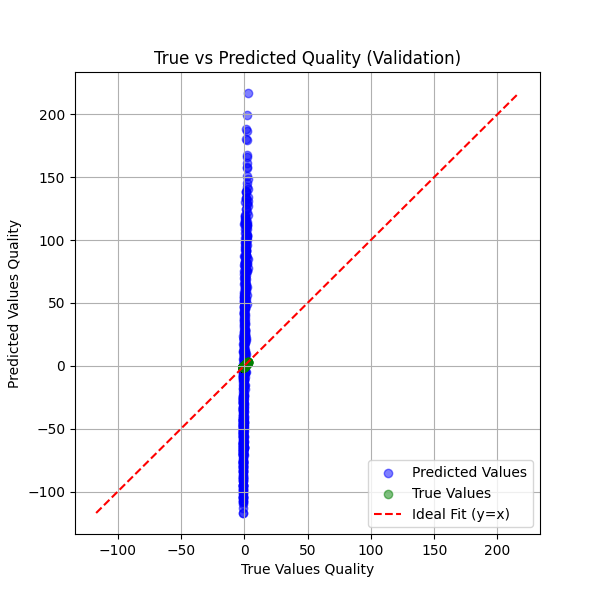 True vs Predicted Quality (Validation)
Predicted Values Quality
200
150
100
50
0
−50
−100
−100
−50
0
50
100
150
200
True Values Quality
Predicted Values
True Values
Ideal Fit (y=x)